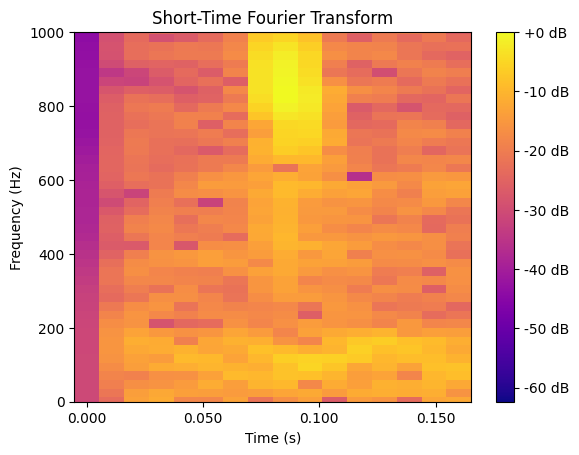 Short-Time Fourier Transform
1000
800
600
400
200
0
Frequency (Hz)
0.000
0.050
0.100
0.150
Time (s)
+0 dB
-10 dB
-20 dB
-30 dB
-40 dB
-50 dB
-60 dB